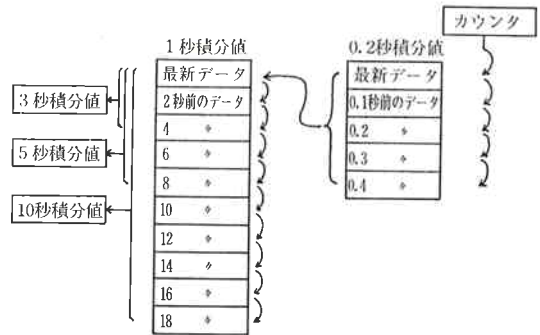 カウンタ
1秒積分値
最新データ
2秒前のデータ
4 〃
6 〃
8 〃
10 〃
12 〃
14 〃
16 〃
18 〃
0.2秒積分値
最新データ
0.1秒前のデータ
0.2 〃
0.3 〃
0.4 〃
3秒積分値
5秒積分値
10秒積分値